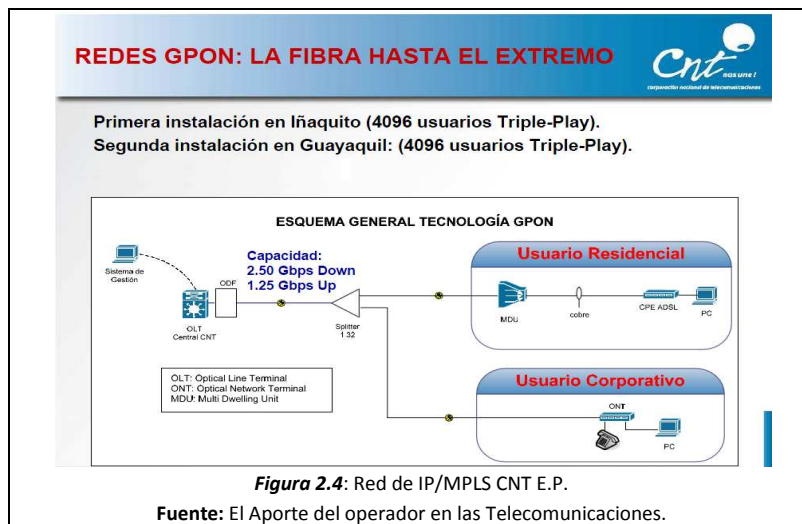 REDES GPON: LA FIBRA HASTA EL EXTREMO
Cnt
nos une!
corporación nacional de telecomunicaciones
Primera instalación en Iñaquito (4096 usuarios Triple-Play).
Segunda instalación en Guayaquil: (4096 usuarios Triple-Play).
ESQUEMA GENERAL TECNOLOGÍA GPON
Sistema de
Gestión
OLT
Central CNT
ODF
Capacidad:
2.50 Gbps Down
1.25 Gbps Up
Splitter
1:32
Usuario Residencial
MDU
cobre
CPE ADSL
PC
Usuario Corporativo
ONT
PC
OLT: Optical Line Terminal
ONT: Optical Network Terminal
MDU: Multi Dwelling Unit
Figura 2.4: Red de IP/MPLS CNT E.P.
Fuente: El Aporte del operador en las Telecomunicaciones.